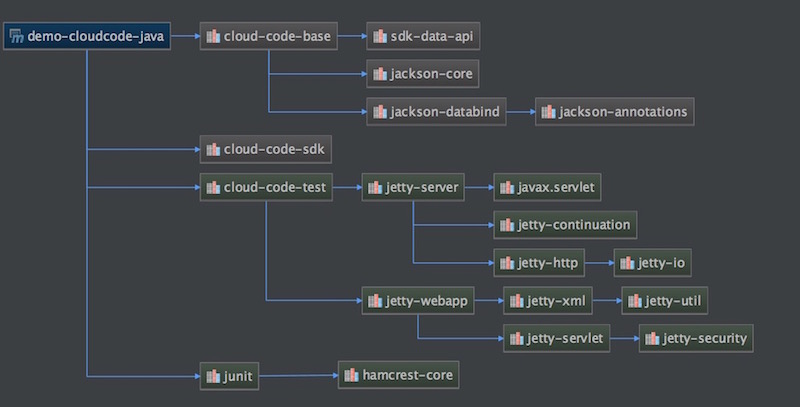 demo-cloudcode-java cloud-code-base sdk-data-api
jackson-core
jackson-databind jackson-annotations
cloud-code-sdk
cloud-code-test jetty-server javax.servlet
jetty-continuation
jetty-http jetty-io
jetty-webapp jetty-xml jetty-util
jetty-servlet jetty-security
junit hamcrest-core